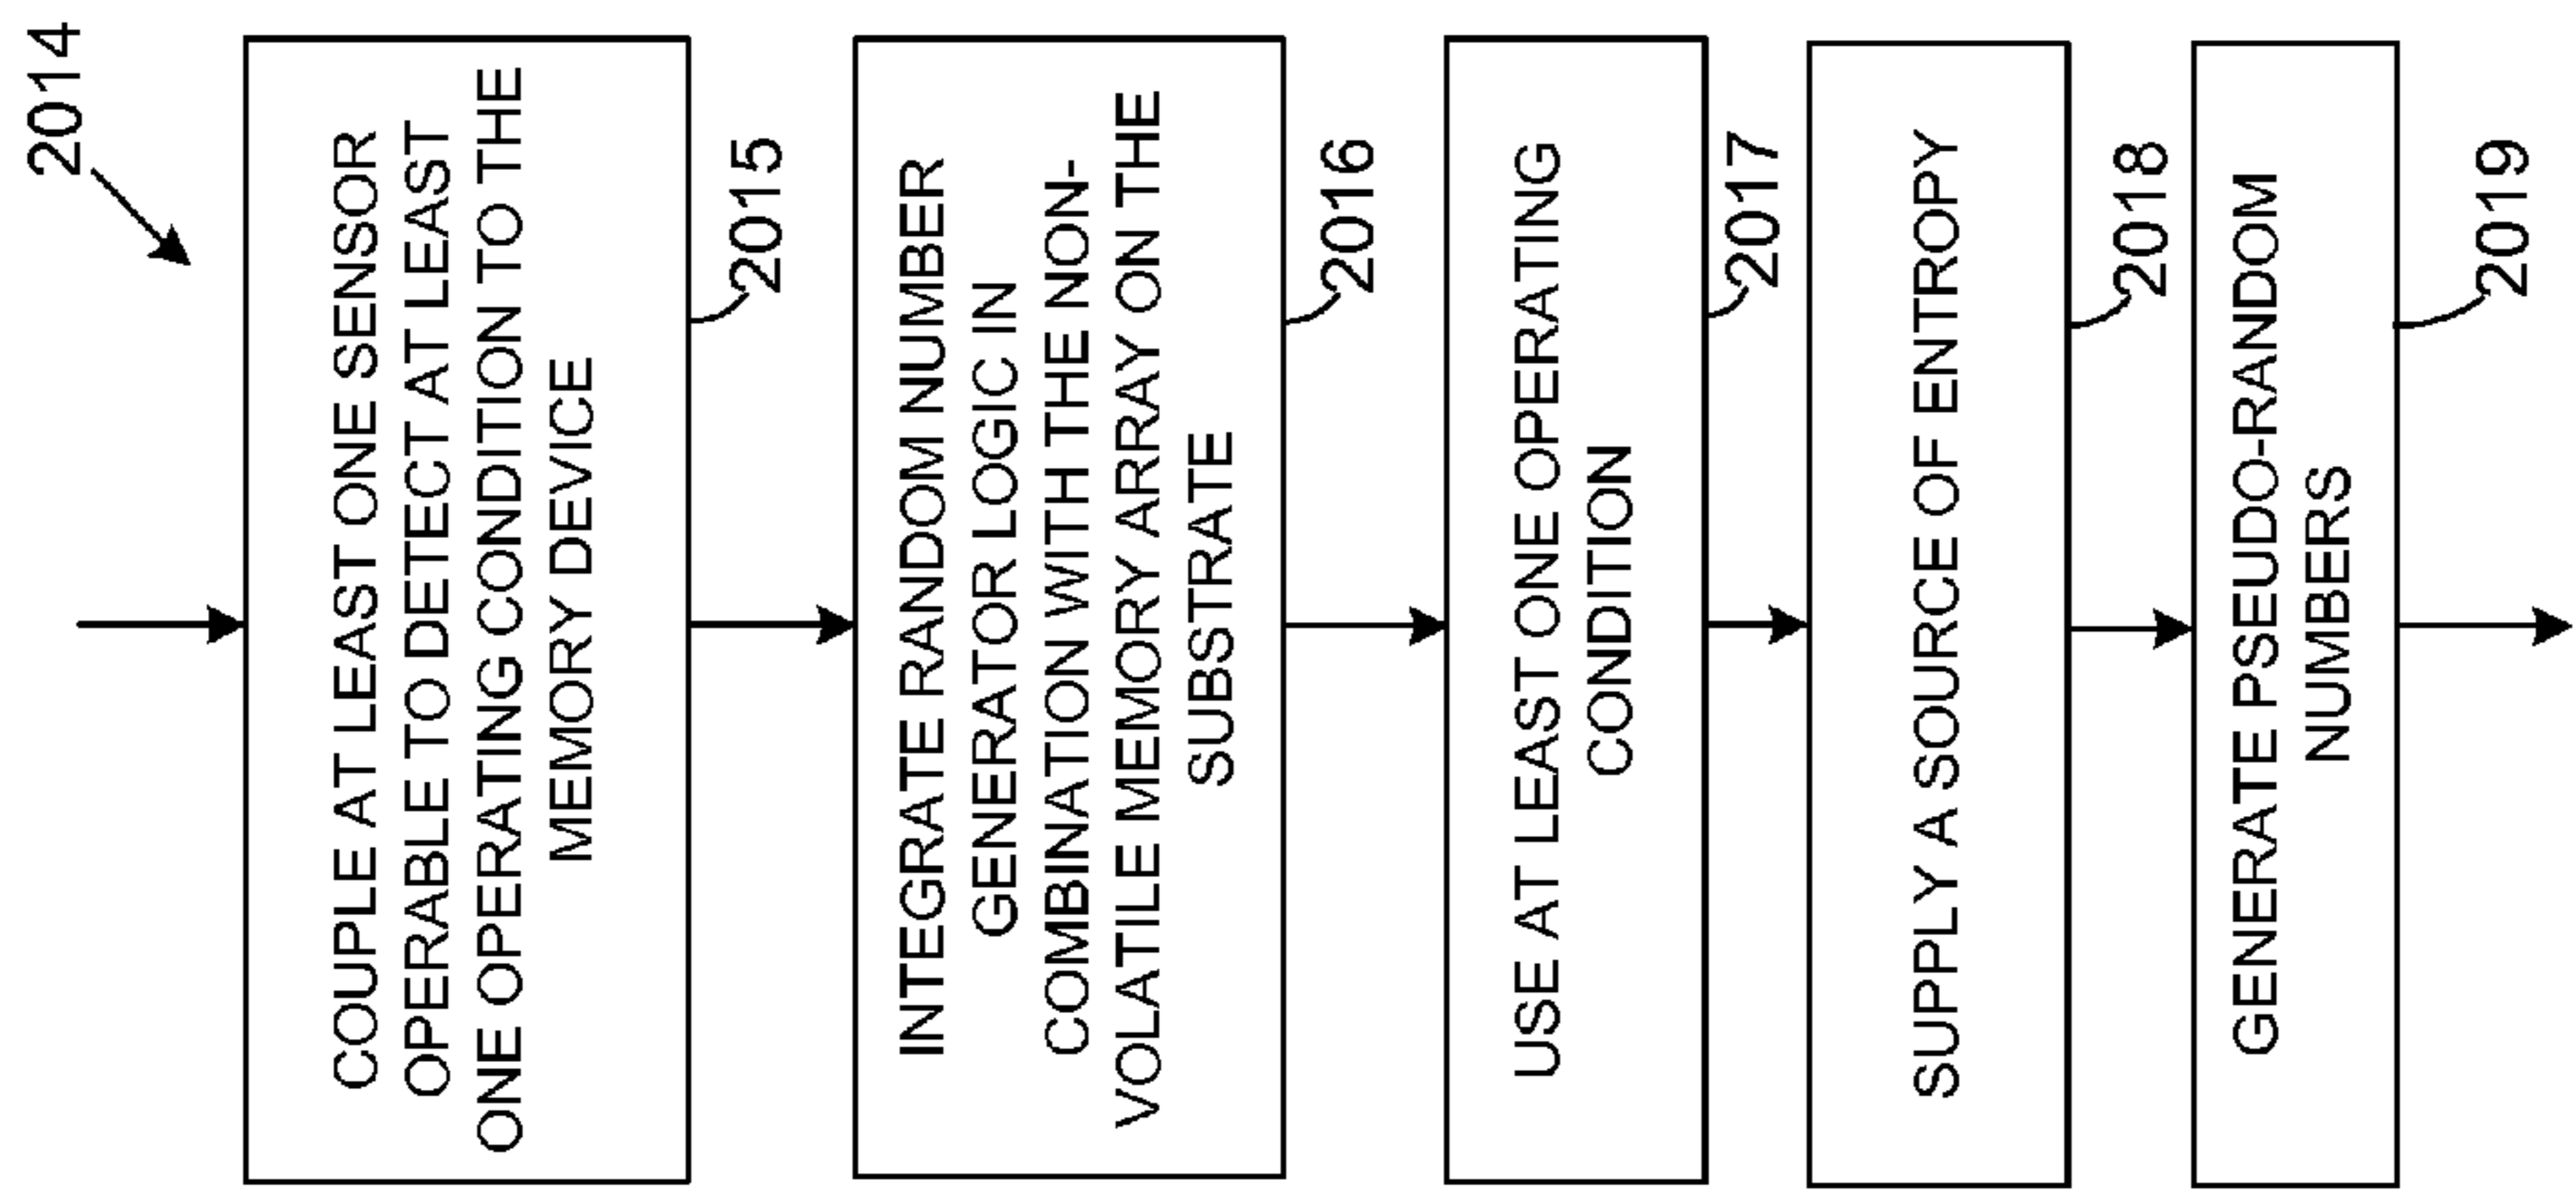 2014
COUPLE AT LEAST ONE SENSOR
OPERABLE TO DETECT AT LEAST
ONE OPERATING CONDITION TO THE
MEMORY DEVICE
2015
INTEGRATE RANDOM NUMBER
GENERATOR LOGIC IN
COMBINATION WITH THE NON-
VOLATILE MEMORY ARRAY ON THE
SUBSTRATE
2016
USE AT LEAST ONE OPERATING
CONDITION
2017
SUPPLY A SOURCE OF ENTROPY
2018
GENERATE PSEUDO-RANDOM
NUMBERS
2019